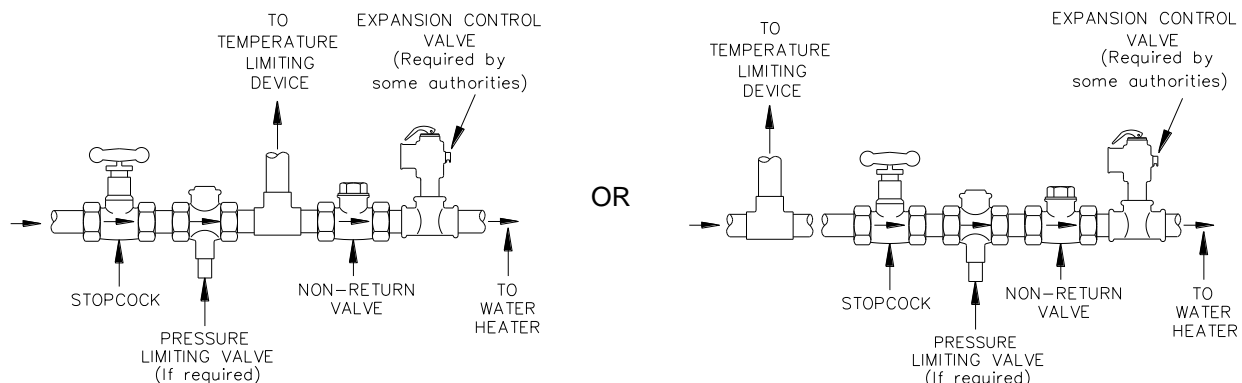 TO
TEMPERATURE
LIMITING
DEVICE
EXPANSION CONTROL
VALVE
(Required by
some authorities)
STOPCOCK
PRESSURE
LIMITING VALVE
(If required)
NON-RETURN
VALVE
TO
WATER
HEATER
OR
TO
TEMPERATURE
LIMITING
DEVICE
EXPANSION CONTROL
VALVE
(Required by
some authorities)
STOPCOCK
PRESSURE
LIMITING VALVE
(If required)
NON-RETURN
VALVE
TO
WATER
HEATER